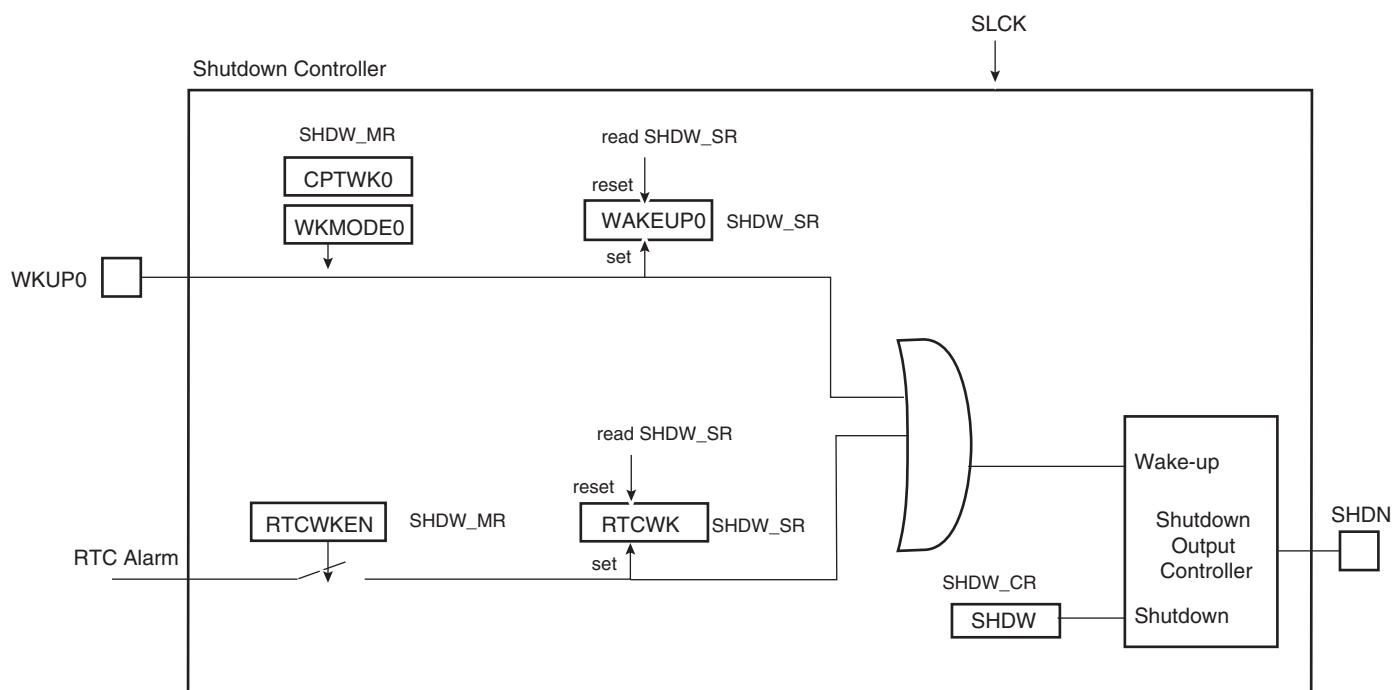 SLCK
Shutdown Controller
SHDW_MR
CPTWK0
WKMODE0
read SHDW_SR
reset
WAKEUP0
SHDW_SR
set
WKUP0
read SHDW_SR
reset
RTCWKEN
SHDW_MR
RTCWK
SHDW_SR
set
RTC Alarm
Wake-up
Shutdown
Output
Controller
SHDN
SHDW_CR
SHDW
Shutdown